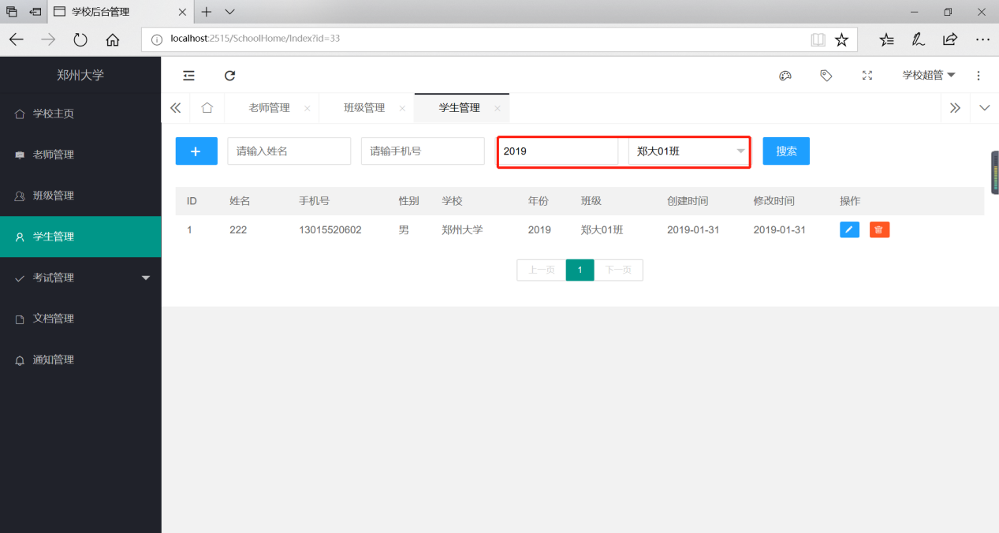 学校后台管理
localhost:2515/SchoolHome/Index?id=33
郑州大学
学校超管
学校主页
老师管理
班级管理
学生管理
考试管理
文档管理
通知管理
老师管理 班级管理 学生管理
请输入姓名 请输手机号 2019 郑大01班 搜索
ID 姓名 手机号 性别 学校 年份 班级 创建时间 修改时间 操作
1 222 13015520602 男 郑州大学 2019 郑大01班 2019-01-31 2019-01-31
上一页 1 下一页